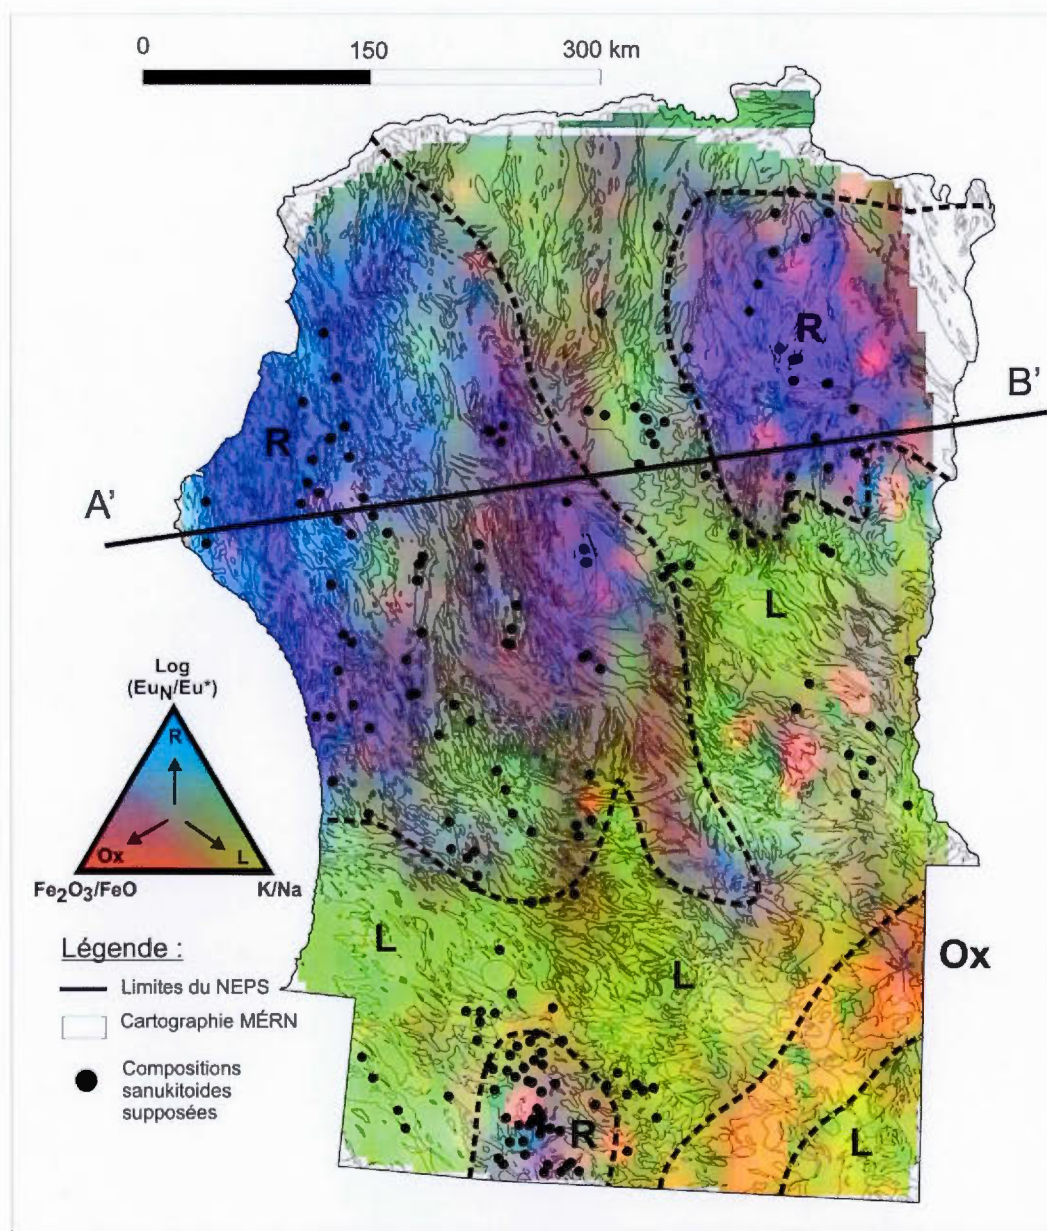 0 150 300 km
R
B'
R
A'
L
Log
(EuN/Eu*)
R
Ox
L
Fe2O3/FeO K/Na
L
L
Ox
Légende :
Limites du NEPS
Cartographie MÉRN
Compositions
sanukitoides
supposées
R
L